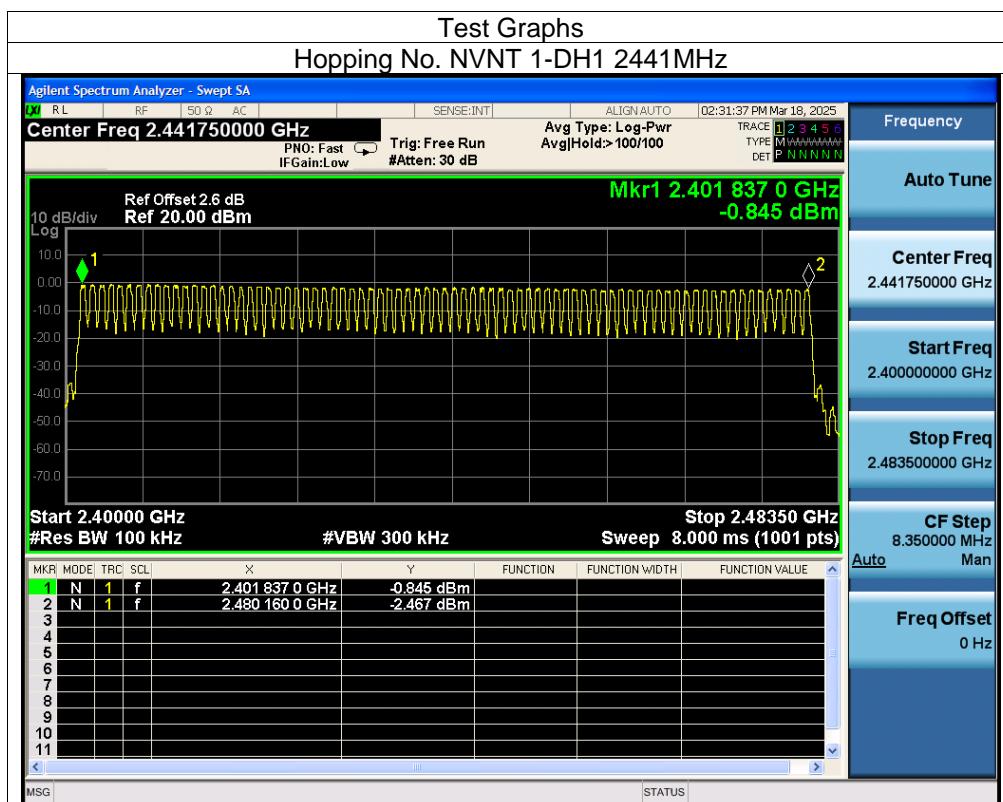 Test Graphs
Hopping No. NVNT 1-DH1 2441MHz
Agilent Spectrum Analyzer - Swept SA
LXI RL RF 50 Ω AC SENSE:INT ALIGN AUTO 02:31:37 PM Mar 18, 2025
Center Freq 2.441750000 GHz
PNO: Fast
IFGain:Low
Trig: Free Run
#Atten: 30 dB
Avg Type: Log-Pwr
Avg|Hold:>100/100
TRACE 1 2 3 4 5 6
TYPE MWWWWW
DET P N N N N N
Frequency
Mkr1 2.401 837 0 GHz
-0.845 dBm
Ref Offset 2.6 dB
10 dB/div Ref 20.00 dBm
Log
10.0
0.00
-10.0
-20.0
-30.0
-40.0
-50.0
-60.0
-70.0
1
2
Start 2.40000 GHz Stop 2.48350 GHz
#Res BW 100 kHz #VBW 300 kHz Sweep 8.000 ms (1001 pts)
MKR MODE TRC SCL X Y FUNCTION FUNCTION WIDTH FUNCTION VALUE
1 N 1 f 2.401 837 0 GHz -0.845 dBm
2 N 1 f 2.480 160 0 GHz -2.467 dBm
3
4
5
6
7
8
9
10
11
Auto Tune
Center Freq
2.441750000 GHz
Start Freq
2.400000000 GHz
Stop Freq
2.483500000 GHz
CF Step
8.350000 MHz
Auto Man
Freq Offset
0 Hz
MSG STATUS